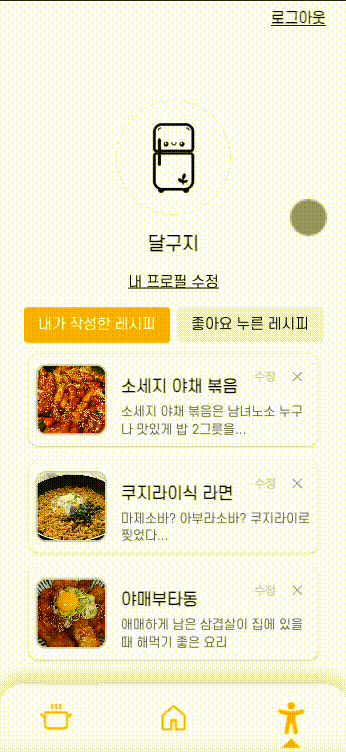 로그아웃
달구지
내 프로필 수정
내가 작성한 레시피
좋아요 누른 레시피
소세지 야채 볶음
수정
소세지 야채 볶음은 남녀노소 누구
나 맛있게 밥 2그릇을...
쿠지라이식 라면
수정
마제소바? 아부라소바? 쿠지라이로
찢었다...
야매부타동
수정
애매하게 남은 삼겹살이 집에 있을
때 해먹기 좋은 요리